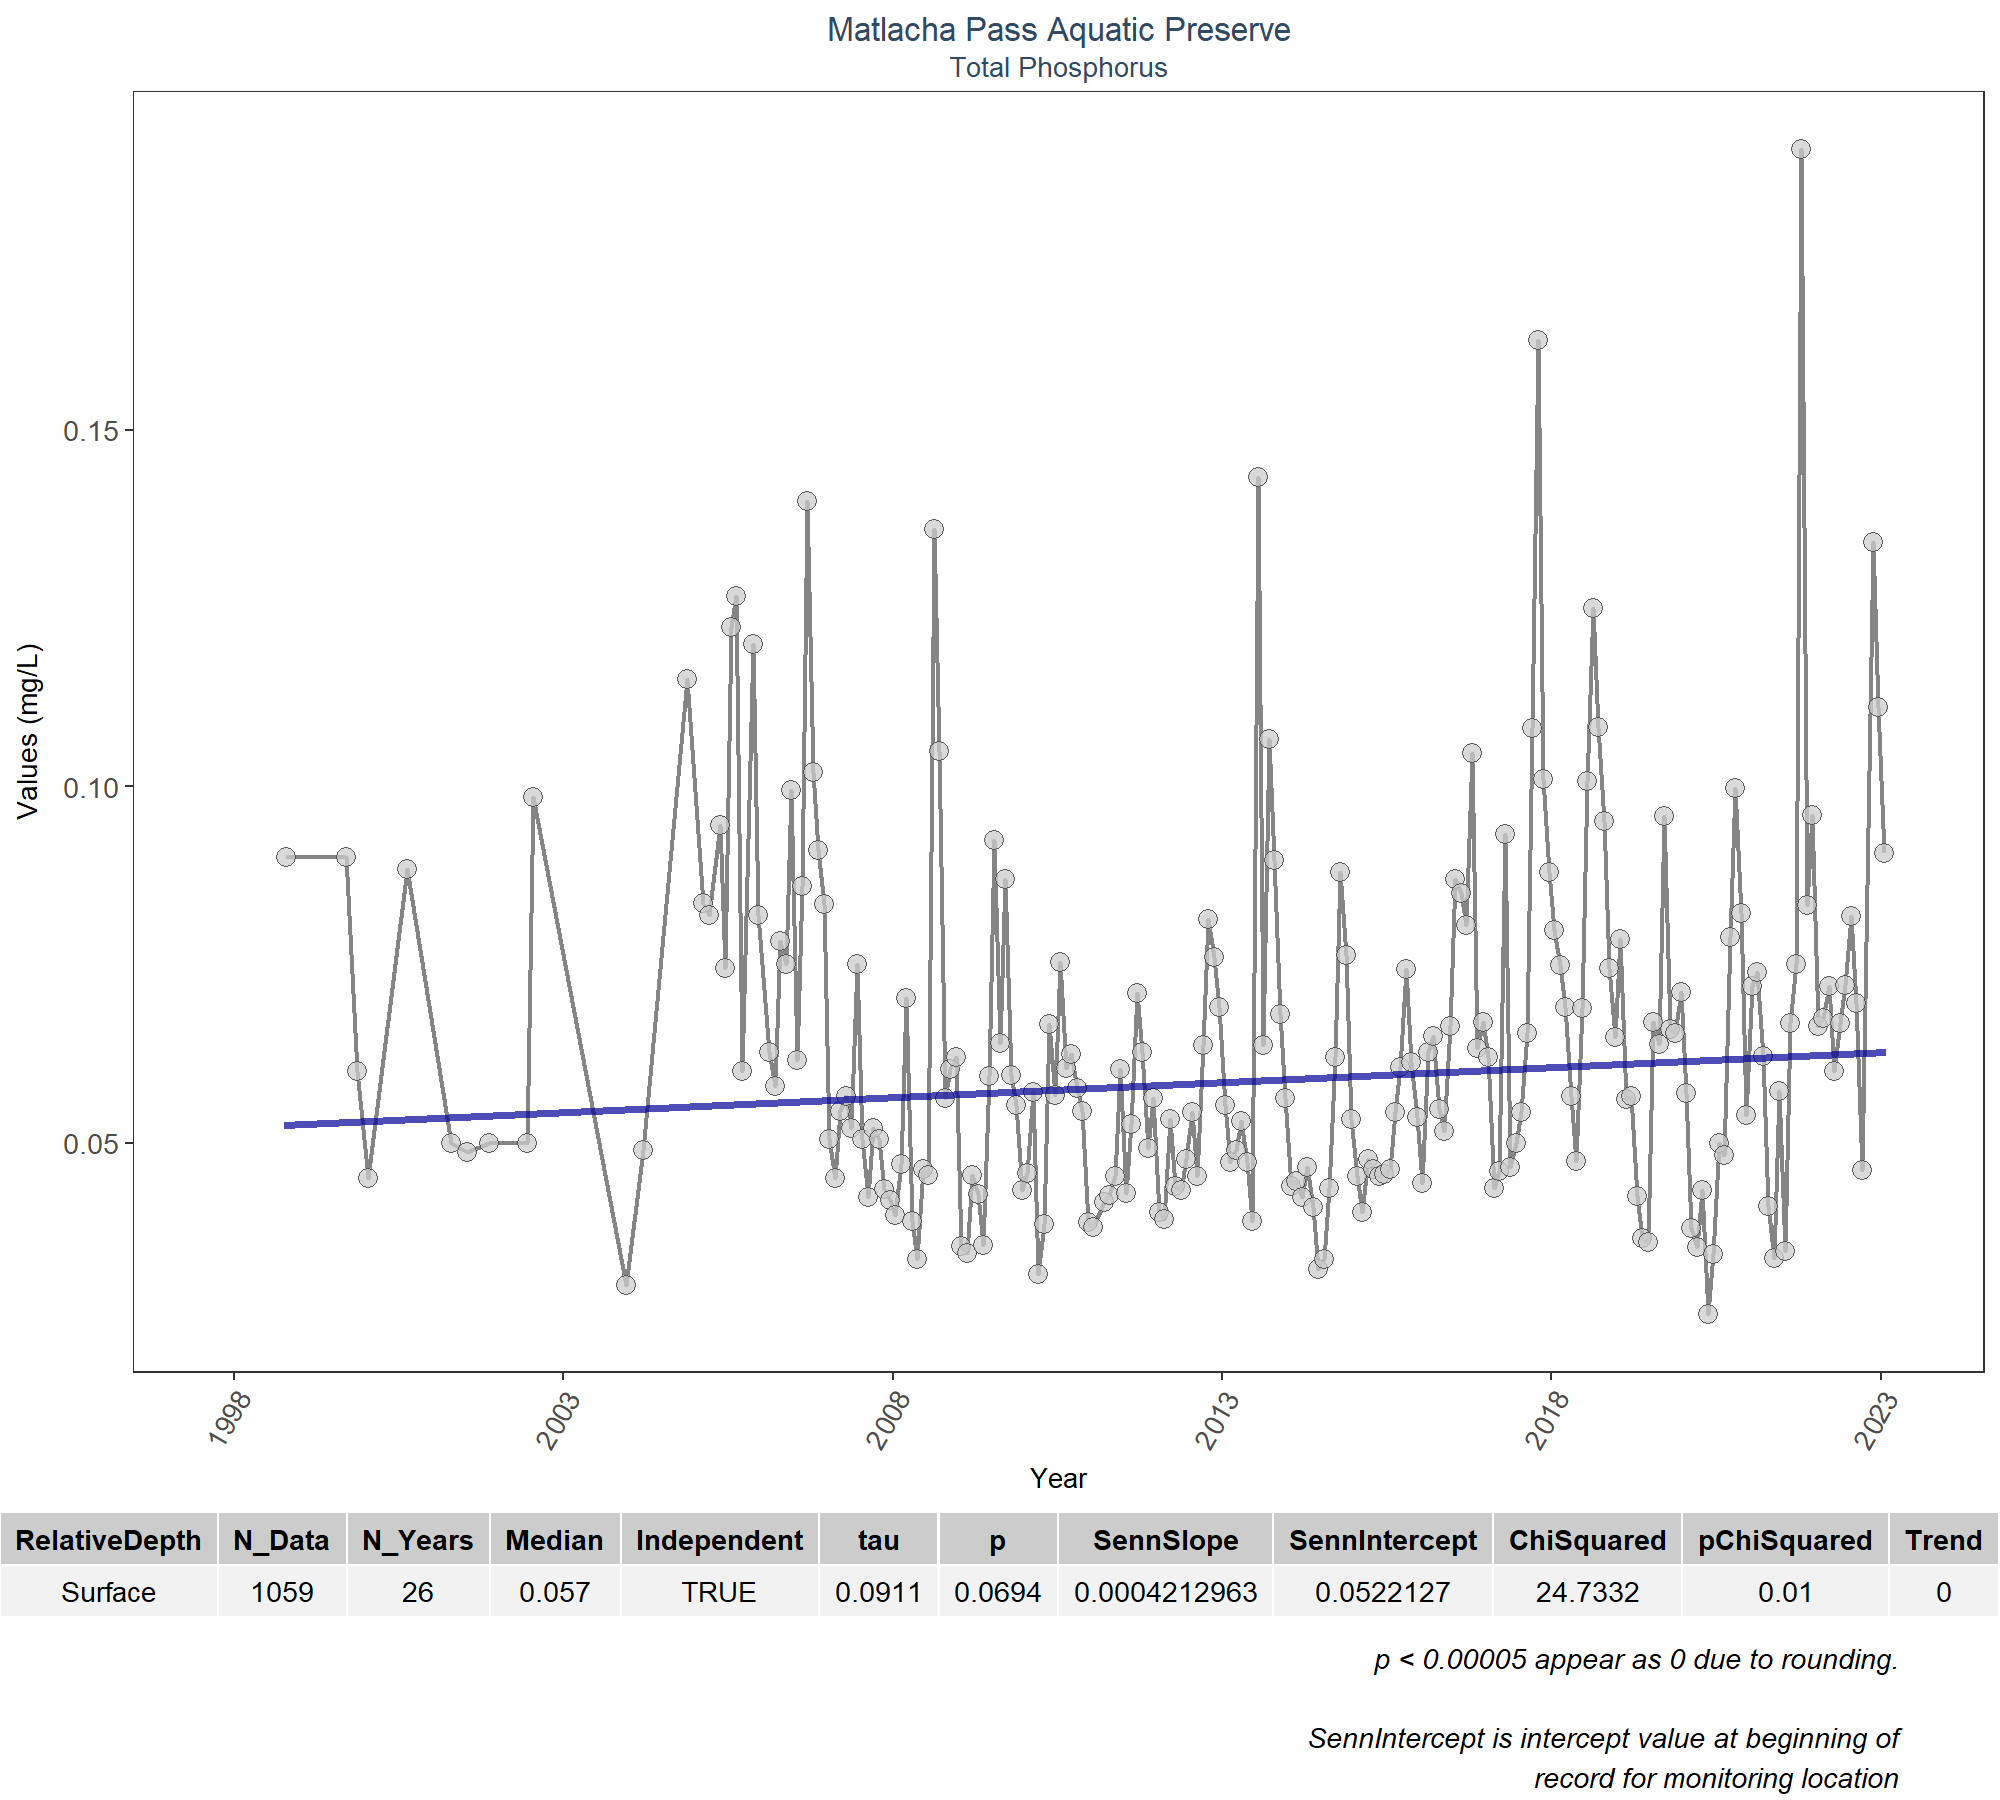 Matlacha Pass Aquatic Preserve
Total Phosphorus
Values (mg/L)
0.15
0.10
0.05
1998 2003 2008 2013 2018 2023
Year
RelativeDepth N_Data N_Years Median Independent tau p SennSlope SennIntercept ChiSquared pChiSquared Trend
Surface 1059 26 0.057 TRUE 0.0911 0.0694 0.0004212963 0.0522127 24.7332 0.01 0
p < 0.00005 appear as 0 due to rounding.
SennIntercept is intercept value at beginning of
record for monitoring location